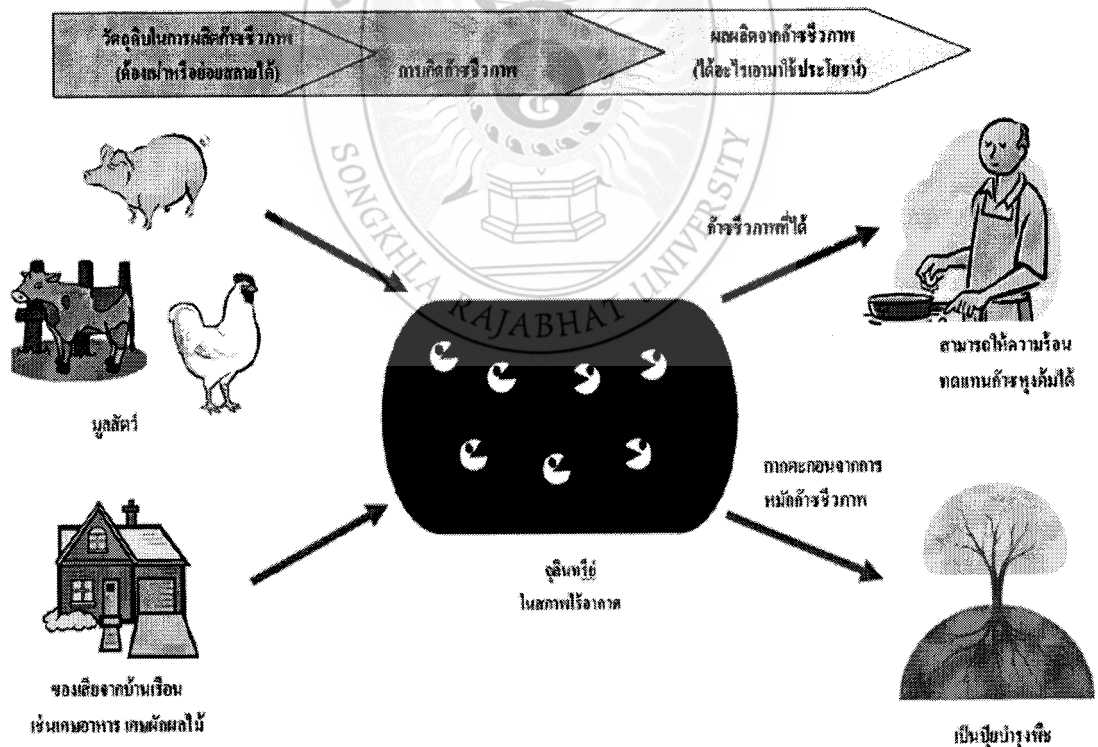 วัตถุดิบในการผลิตก๊าซชีวภาพ
(ต้องเน่าหรือย่อยสลายได้)
การเกิดก๊าซชีวภาพ
ผลผลิตจากก๊าซชีวภาพ
(ได้อะไรเอามาใช้ประโยชน์)
SONGKHLA RAJABHAT UNIVERSITY
ก๊าซชีวภาพที่ได้
สามารถให้ความร้อน
ทดแทนก๊าซหุงต้มได้
มูลสัตว์
กากตะกอนจากการ
หมักก๊าซชีวภาพ
จุลินทรีย์
ในสภาพไร้อากาศ
ของเสียจากบ้านเรือน
เช่นเศษอาหาร เศษผักผลไม้
เป็นปุ๋ยบำรุงพืช